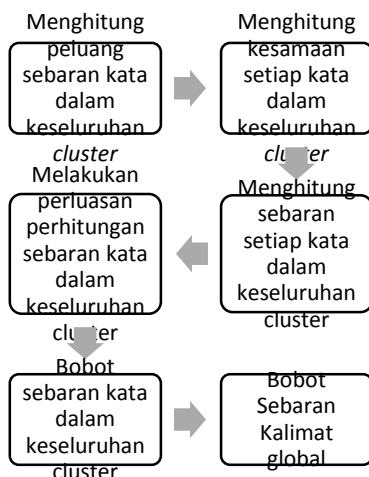 Menghitung
peluang
sebaran kata
dalam
keseluruhan
cluster
Menghitung
kesamaan
setiap kata
dalam
keseluruhan
cluster
Menghitung
sebaran
setiap kata
dalam
keseluruhan
cluster
Melakukan
perluasan
perhitungan
sebaran kata
dalam
keseluruhan
cluster
Bobot
sebaran kata
dalam
keseluruhan
cluster
Bobot
Sebaran
Kalimat
global